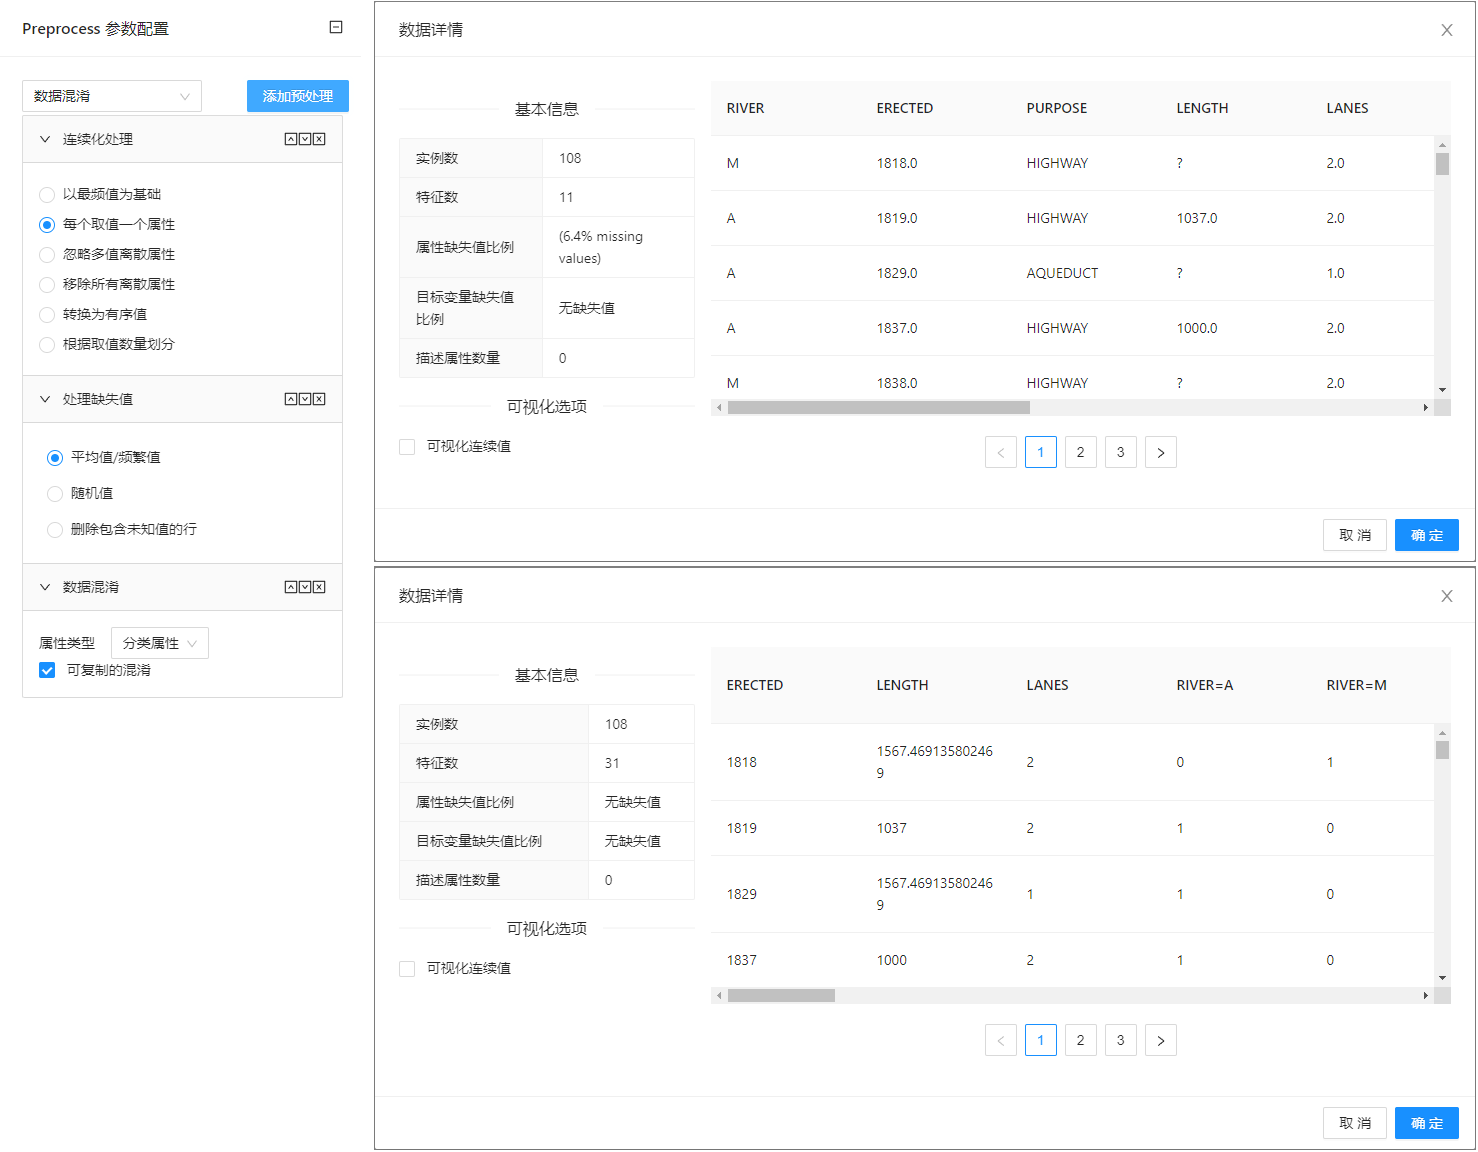 Preprocess 参数配置
数据混淆
添加预处理
连续化处理
以最频值为基础
每个取值一个属性
忽略多值离散属性
移除所有离散属性
转换为有序值
根据取值数量划分
处理缺失值
平均值/频繁值
随机值
删除包含未知值的行
数据混淆
属性类型 分类属性
可复制的混淆
数据详情
基本信息
实例数 108
特征数 11
属性缺失值比例 (6.4% missing
values)
目标变量缺失值
比例 无缺失值
描述属性数量 0
可视化选项
可视化连续值
RIVER ERECTED PURPOSE LENGTH LANES
M 1818.0 HIGHWAY ? 2.0
A 1819.0 HIGHWAY 1037.0 2.0
A 1829.0 AQUEDUCT ? 1.0
A 1837.0 HIGHWAY 1000.0 2.0
M 1838.0 HIGHWAY ? 2.0
< 1 2 3 >
取消 确定
数据详情
基本信息
实例数 108
特征数 31
属性缺失值比例 无缺失值
目标变量缺失值比例 无缺失值
描述属性数量 0
可视化选项
可视化连续值
ERECTED LENGTH LANES RIVER=A RIVER=M
1818 1567.46913580246
9 2 0 1
1819 1037 2 1 0
1829 1567.46913580246
9 1 1 0
1837 1000 2 1 0
< 1 2 3 >
取消 确定